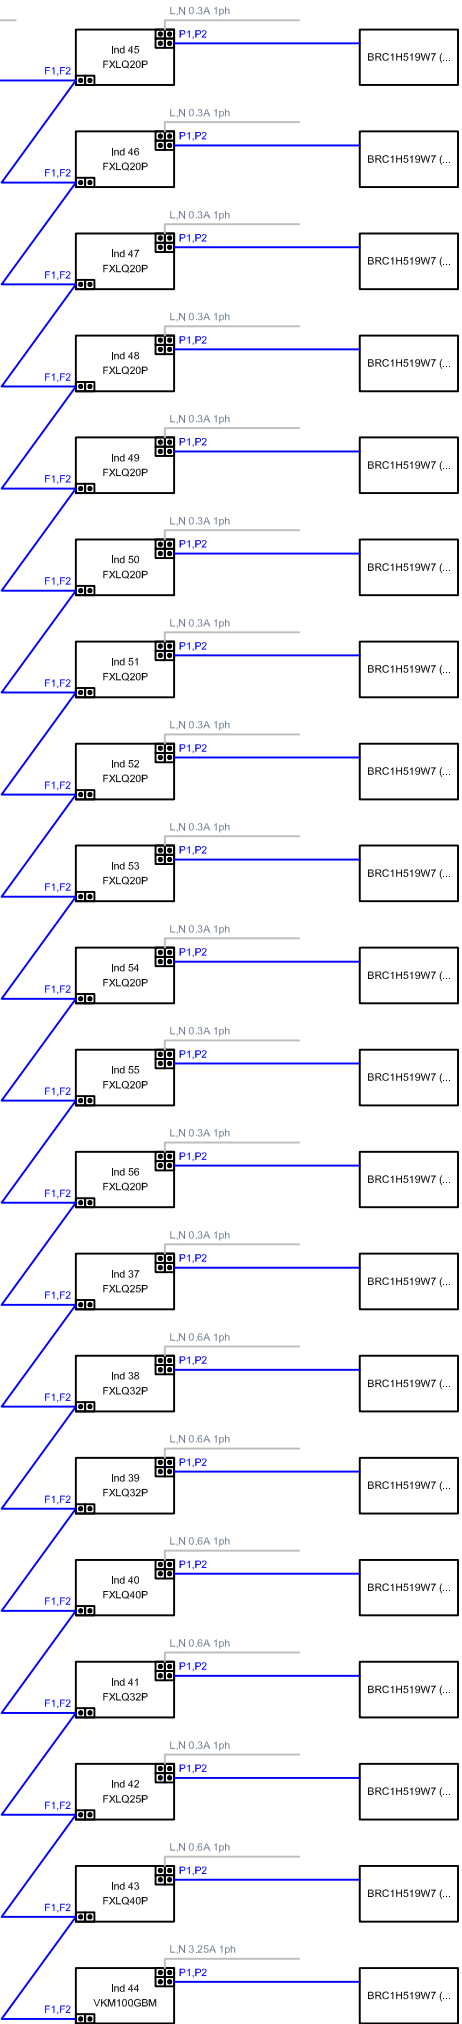 L,N 0.3A 1ph
P1,P2
Ind 45
FXLQ20P
BRC1H519W7 (...
F1,F2
L,N 0.3A 1ph
P1,P2
Ind 46
FXLQ20P
BRC1H519W7 (...
F1,F2
L,N 0.3A 1ph
P1,P2
Ind 47
FXLQ20P
BRC1H519W7 (...
F1,F2
L,N 0.3A 1ph
P1,P2
Ind 48
FXLQ20P
BRC1H519W7 (...
F1,F2
L,N 0.3A 1ph
P1,P2
Ind 49
FXLQ20P
BRC1H519W7 (...
F1,F2
L,N 0.3A 1ph
P1,P2
Ind 50
FXLQ20P
BRC1H519W7 (...
F1,F2
L,N 0.3A 1ph
P1,P2
Ind 51
FXLQ20P
BRC1H519W7 (...
F1,F2
L,N 0.3A 1ph
P1,P2
Ind 52
FXLQ20P
BRC1H519W7 (...
F1,F2
L,N 0.3A 1ph
P1,P2
Ind 53
FXLQ20P
BRC1H519W7 (...
F1,F2
L,N 0.3A 1ph
P1,P2
Ind 54
FXLQ20P
BRC1H519W7 (...
F1,F2
L,N 0.3A 1ph
P1,P2
Ind 55
FXLQ20P
BRC1H519W7 (...
F1,F2
L,N 0.3A 1ph
P1,P2
Ind 56
FXLQ20P
BRC1H519W7 (...
F1,F2
L,N 0.3A 1ph
P1,P2
Ind 37
FXLQ25P
BRC1H519W7 (...
F1,F2
L,N 0.6A 1ph
P1,P2
Ind 38
FXLQ32P
BRC1H519W7 (...
F1,F2
L,N 0.6A 1ph
P1,P2
Ind 39
FXLQ32P
BRC1H519W7 (...
F1,F2
L,N 0.6A 1ph
P1,P2
Ind 40
FXLQ40P
BRC1H519W7 (...
F1,F2
L,N 0.6A 1ph
P1,P2
Ind 41
FXLQ32P
BRC1H519W7 (...
F1,F2
L,N 0.3A 1ph
P1,P2
Ind 42
FXLQ25P
BRC1H519W7 (...
F1,F2
L,N 0.6A 1ph
P1,P2
Ind 43
FXLQ40P
BRC1H519W7 (...
F1,F2
L,N 3.25A 1ph
P1,P2
Ind 44
VKM100GBM
BRC1H519W7 (...
F1,F2